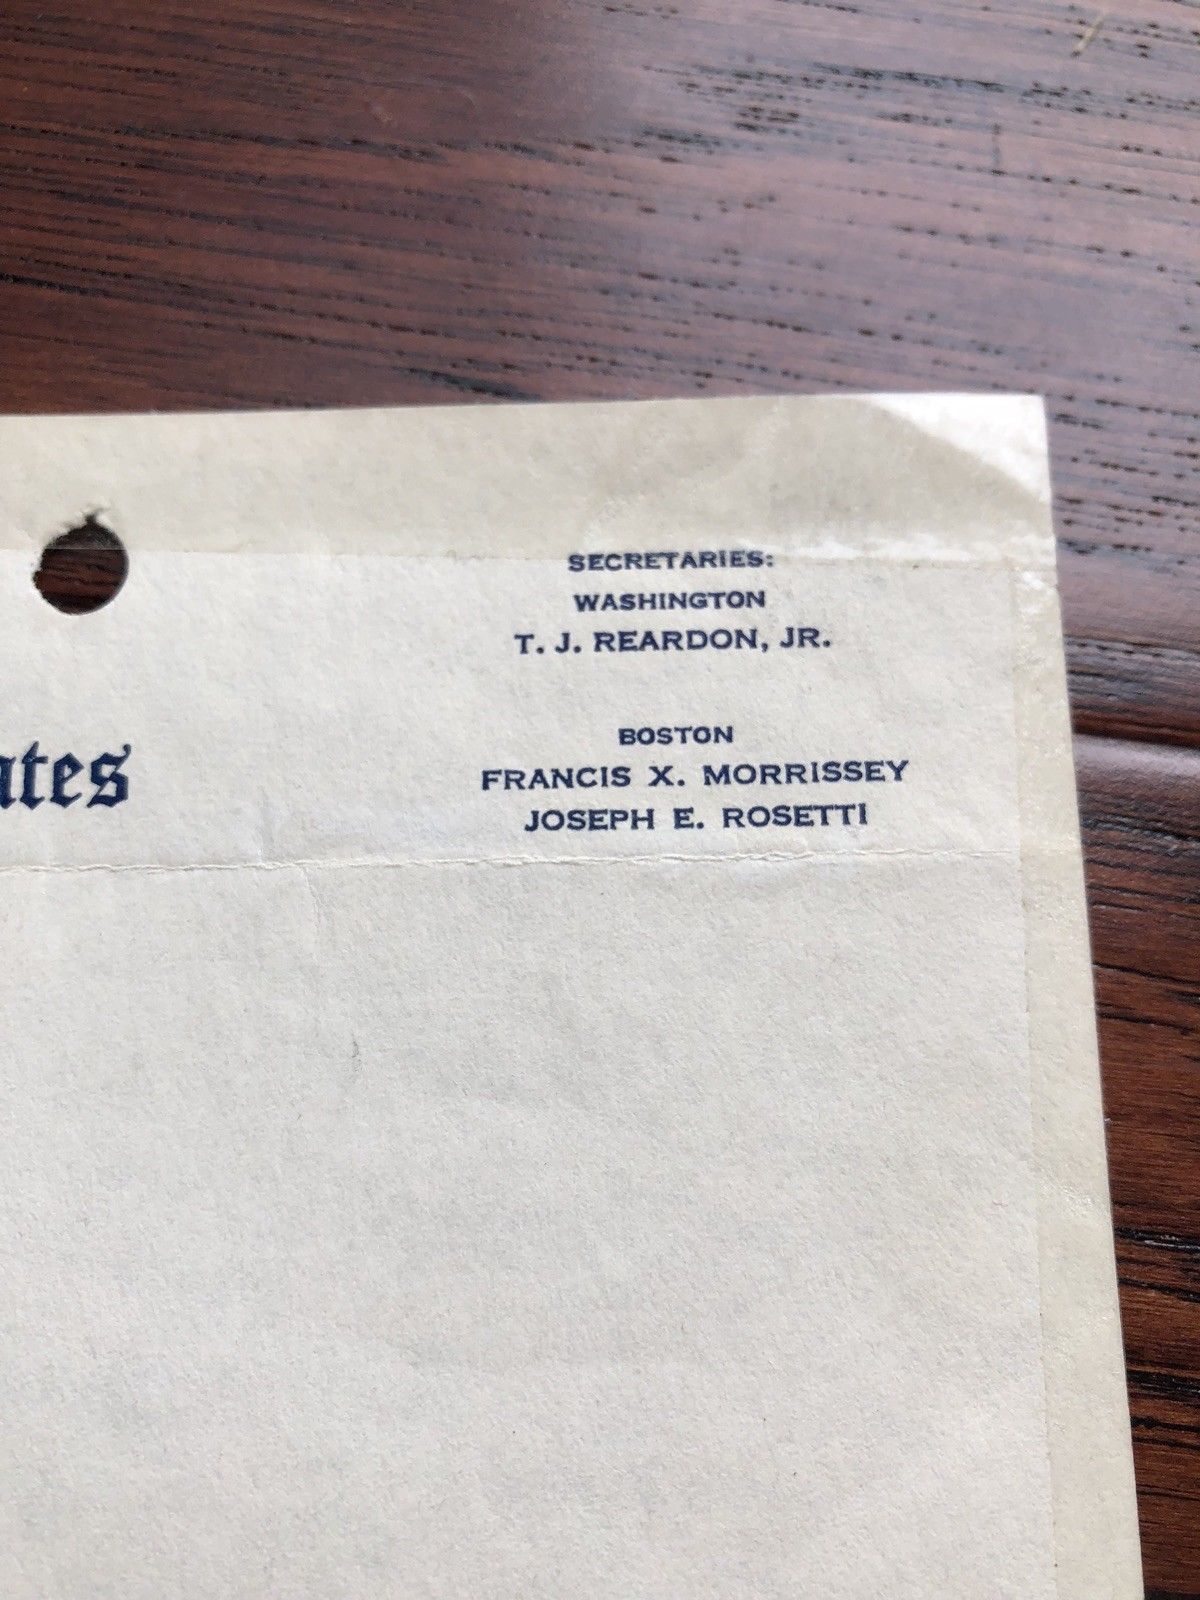 SECRETARIES:
WASHINGTON
T. J. REARDON, JR.
ates
BOSTON
FRANCIS X. MORRISSEY
JOSEPH E. ROSETTI